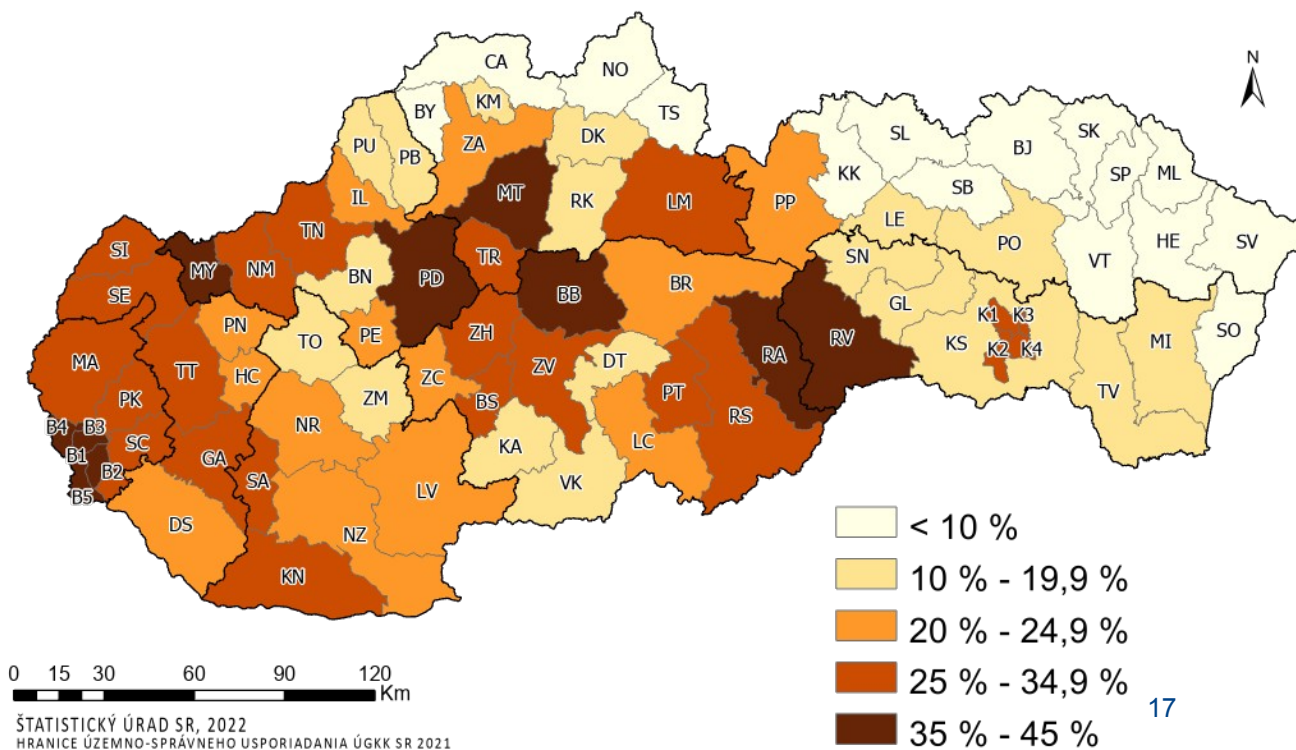 CA
NO
N
BY
KM
TS
PU
PB
ZA
DK
SL
BJ
SK
SP
ML
IL
MT
RK
LM
PP
KK
SB
SI
MY
NM
TN
BN
PD
TR
BB
BR
LE
PO
VT
HE
SV
SE
PN
TO
PE
ZH
SN
GL
RV
SO
MA
TT
HC
ZM
ZC
ZV
DT
RA
KS
K1
K3
K2
K4
MI
PK
BS
PT
RS
TV
B4
B3
SC
GA
SA
NR
KA
LC
B1
B2
B5
DS
LV
VK
NZ
KN
< 10 %
10 % - 19,9 %
20 % - 24,9 %
25 % - 34,9 %
35 % - 45 %
0 15 30 60 90 120
Km
17
ŠTATISTICKÝ ÚRAD SR, 2022
HRANICE ÚZEMNO-SPRÁVNEHO USPORIADANIA ÚGKK SR 2021